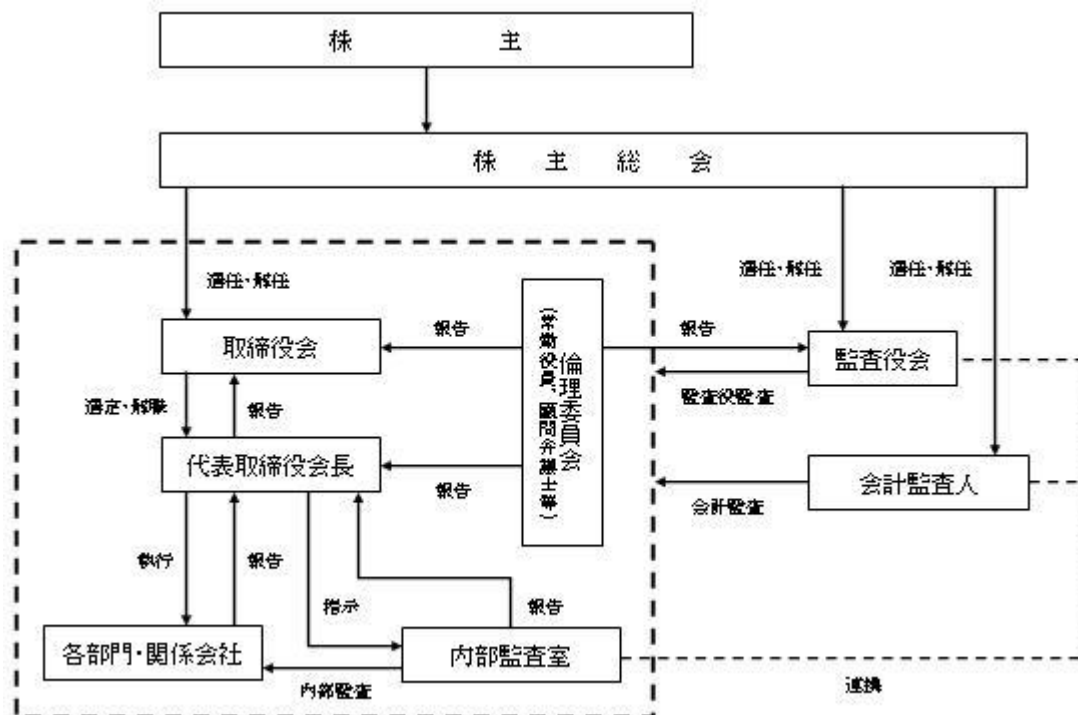 株主
株主総会
選任・解任
選任・解任
選任・解任
取締役会
報告
倫理委員会
(常勤役員、顧問弁護士等)
報告
監査役会
監査役監査
選定・解職
報告
代表取締役会長
報告
会計監査人
会計監査
執行
報告
指示
報告
各部門・関係会社
内部監査室
内部監査
連携